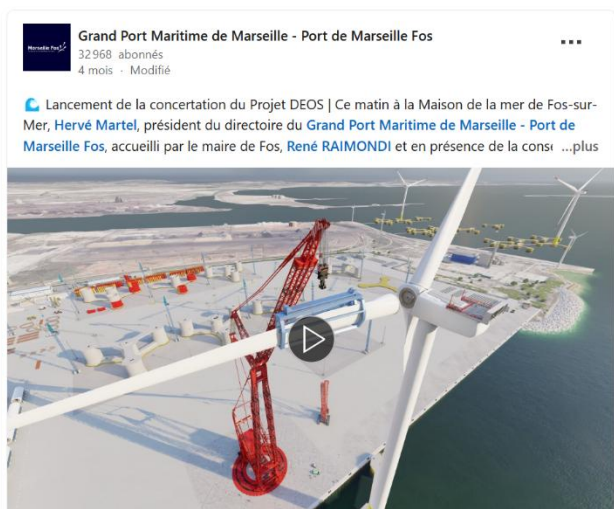 Marseille Fos
Grand Port Maritime de Marseille - Port de Marseille Fos
32 968 abonnés
4 mois · Modifié
🌊 Lancement de la concertation du Projet DEOS | Ce matin à la Maison de la mer de Fos-sur-
Mer, Hervé Martel, président du directoire du Grand Port Maritime de Marseille - Port de
Marseille Fos, accueilli par le maire de Fos, René RAIMONDI et en présence de la conse ...plus